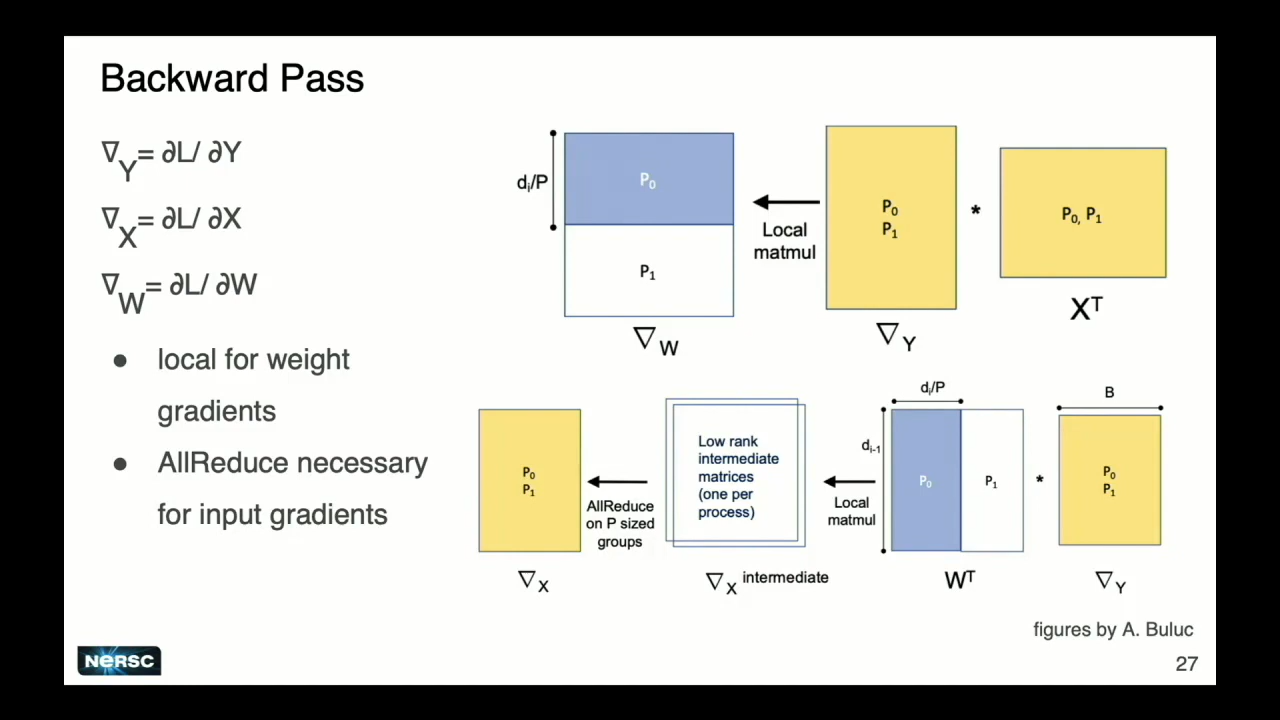 Backward Pass
∇Y= ∂L/ ∂Y
∇X= ∂L/ ∂X
∇W= ∂L/ ∂W
● local for weight
gradients
● AllReduce necessary
for input gradients
di/P
P0
P1
∇W
Local
matmul
P0
P1
∇Y
*
P0, P1
XT
P0
P1
∇X
AllReduce
on P sized
groups
Low rank
intermediate
matrices
(one per
process)
∇X intermediate
Local
matmul
di/P
di-1
P0
P1
WT
*
B
P0
P1
∇Y
figures by A. Buluc
NERSC
27